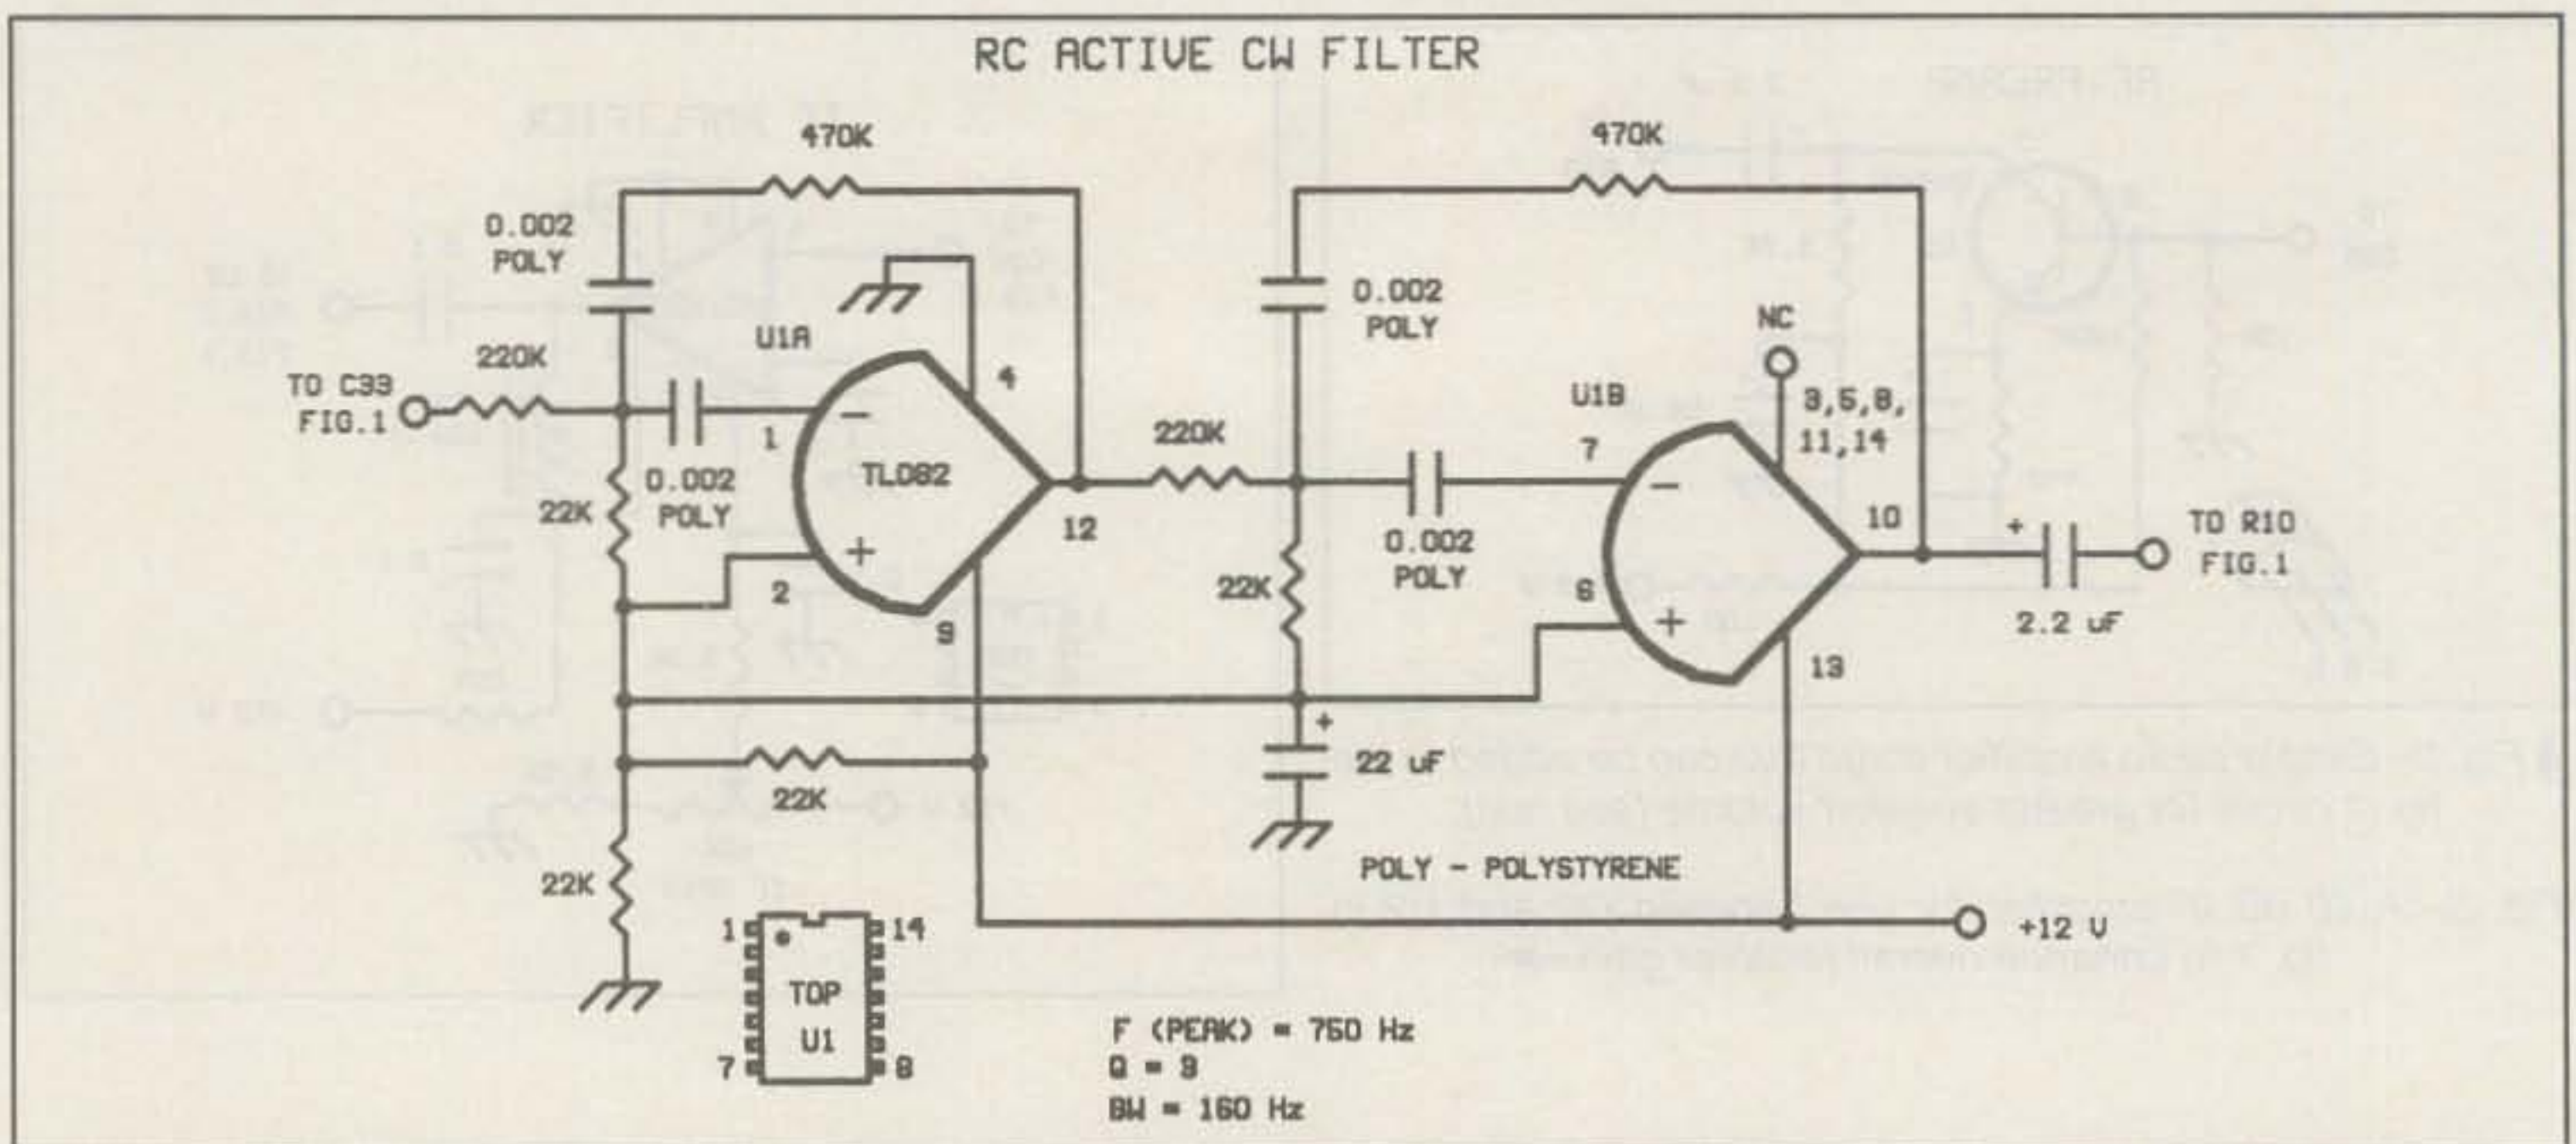 RC ACTIVE CW FILTER
470K
470K
0.002
POLY
0.002
POLY
NC
U1A
220K
4
TO C33
FIG.1
U1B
3,5,8,
11,14
1
220K
7
TL082
0.002
POLY
22K
12
10
TO R10
FIG.1
+
0.002
POLY
2
22K
6
2.2 uF
9
13
+
22 uF
22K
POLY - POLYSTYRENE
22K
1
14
+12 V
TOP
U1
7
8
F (PEAK) = 750 Hz
Q = 3
BW = 160 Hz